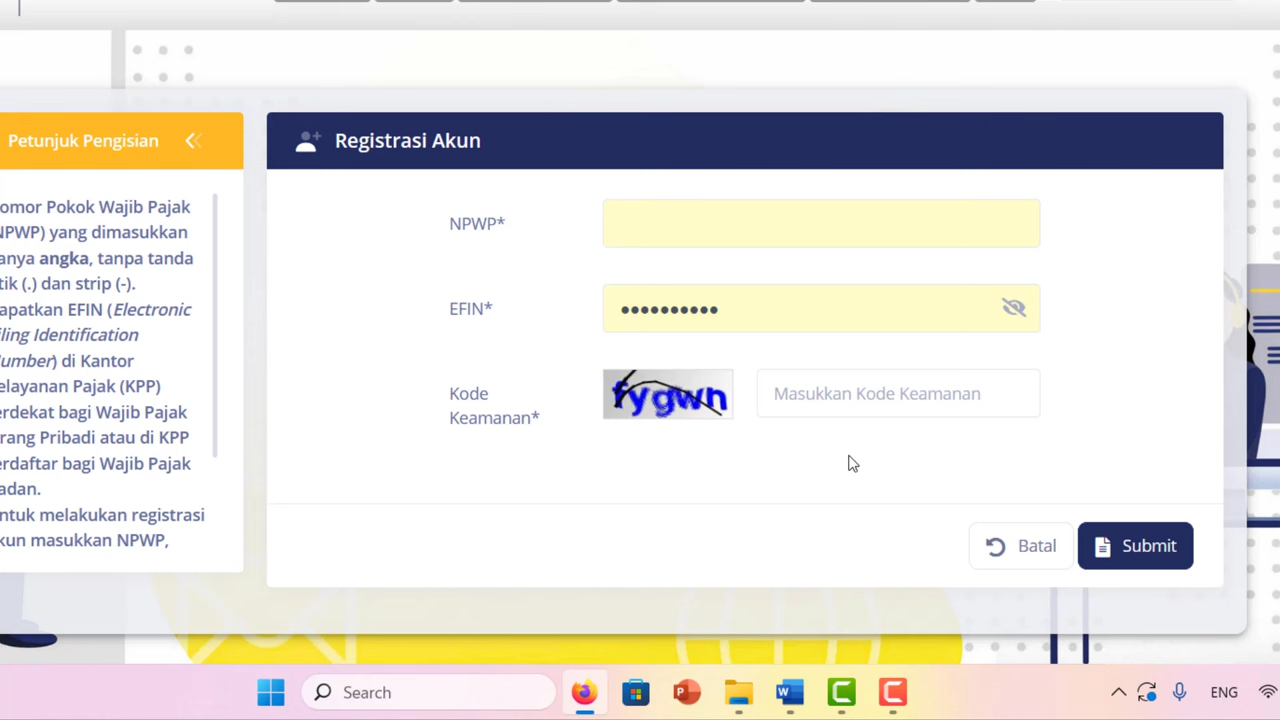 Petunjuk Pengisian
omor Pokok Wajib Pajak
NPWP) yang dimasukkan
anya angka, tanpa tanda
tik (.) dan strip (-).
apatkan EFIN (Electronic
iling Identification
umber) di Kantor
elayanan Pajak (KPP)
erdekat bagi Wajib Pajak
rang Pribadi atau di KPP
erdaftar bagi Wajib Pajak
adan.
ntuk melakukan registrasi
kun masukkan NPWP,
Registrasi Akun
NPWP*
EFIN*
••••••••••
Kode
Keamanan*
fygwn
Masukkan Kode Keamanan
Batal
Submit
Search
ENG